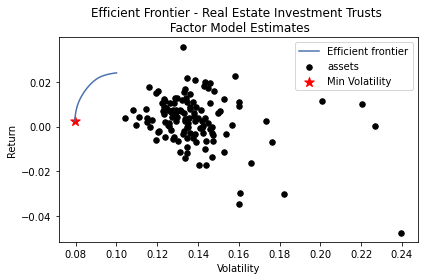 Efficient Frontier - Real Estate Investment Trusts
Factor Model Estimates
Efficient frontier
assets
Min Volatility
0.02
0.00
−0.02
−0.04
Return
0.08 0.10 0.12 0.14 0.16 0.18 0.20 0.22 0.24
Volatility